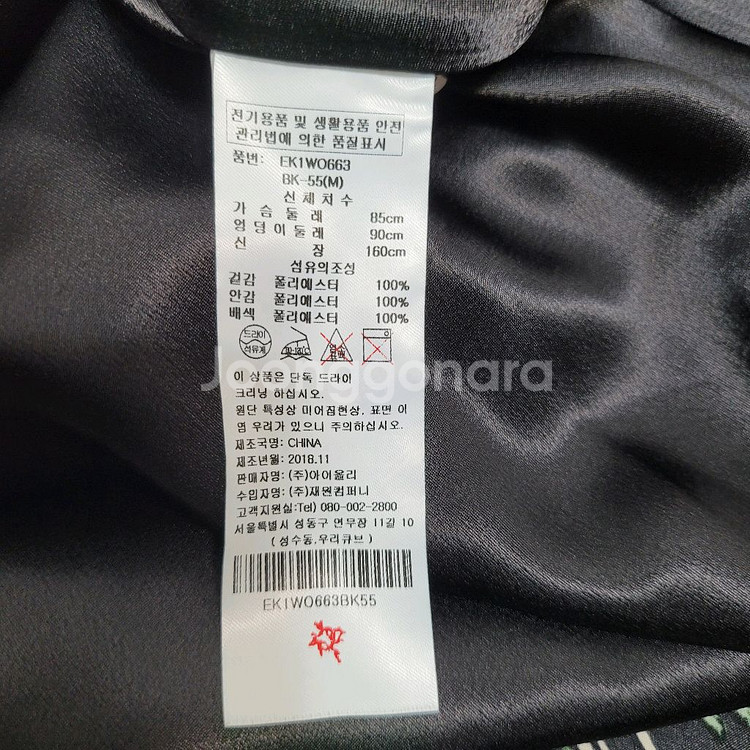 전기용품 및 생활용품 안전
관리법에 의한 품질표시
품번: EK1WO663
BK-55(M)
신 체 치 수
가 슴 둘 레 85cm
엉 덩 이 둘 레 90cm
신 장 160cm
섬유의조성
겉감 폴리에스터 100%
안감 폴리에스터 100%
배색 폴리에스터 100%
드라이
석유계
이 상품은 단독 드라이
크리닝 하십시오.
원단 특성상 미어짐현상, 표면 이
염 우려가 있으니 주의하십시오.
제조국명: CHINA
제조년월: 2018.11
판매자명: (주)아이올리
수입자명: (주)재원컴퍼니
고객지원실:Tel) 080-002-2800
서울특별시 성동구 연무장 11길 10
(성수동,우리큐브)
EK1WO663BK55
Joonggonara